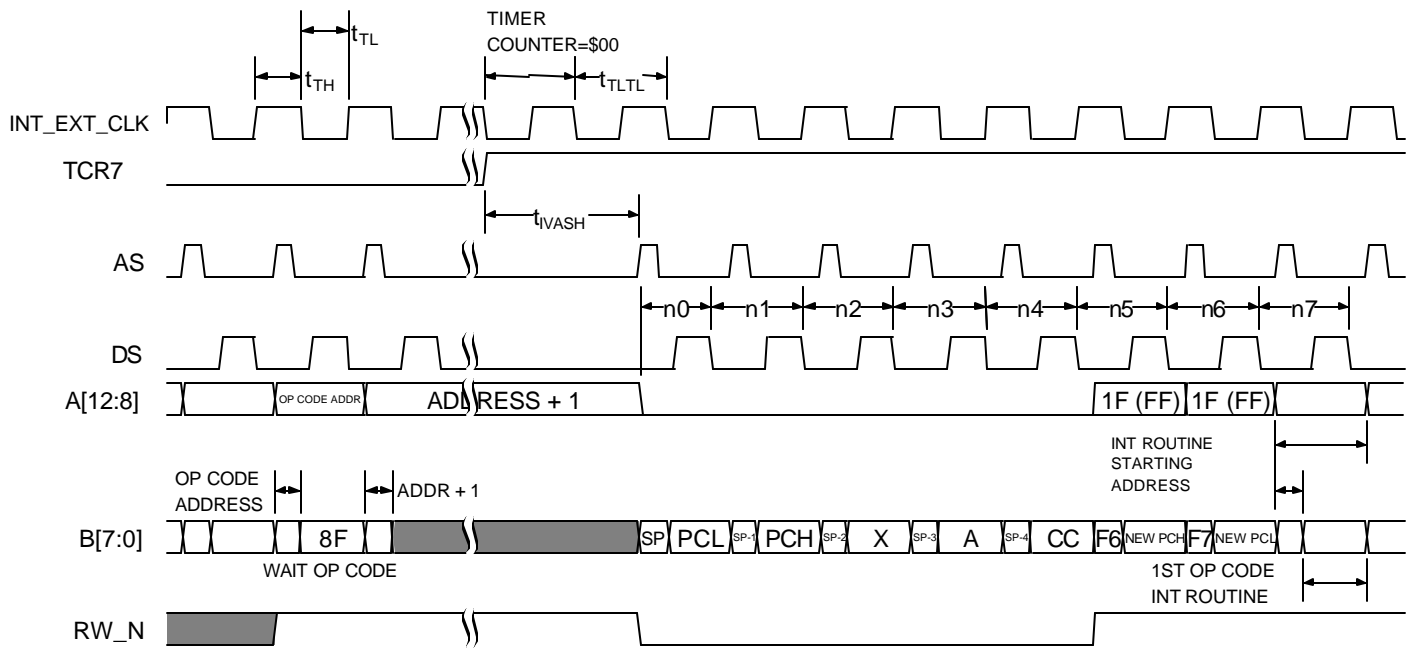 TIMER
COUNTER=$00
tTL
tTH
tTLTL
INT_EXT_CLK
TCR7
tIVASH
AS
n0 n1 n2 n3 n4 n5 n6 n7
DS
A[12:8] OP CODE ADDR ADDRESS + 1 1F (FF) 1F (FF)
INT ROUTINE
STARTING
ADDRESS
OP CODE
ADDRESS
ADDR + 1
B[7:0] 8F SP PCL SP-1 PCH SP-2 X SP-3 A SP-4 CC F6 NEW PCH F7 NEW PCL
WAIT OP CODE
1ST OP CODE
INT ROUTINE
RW_N